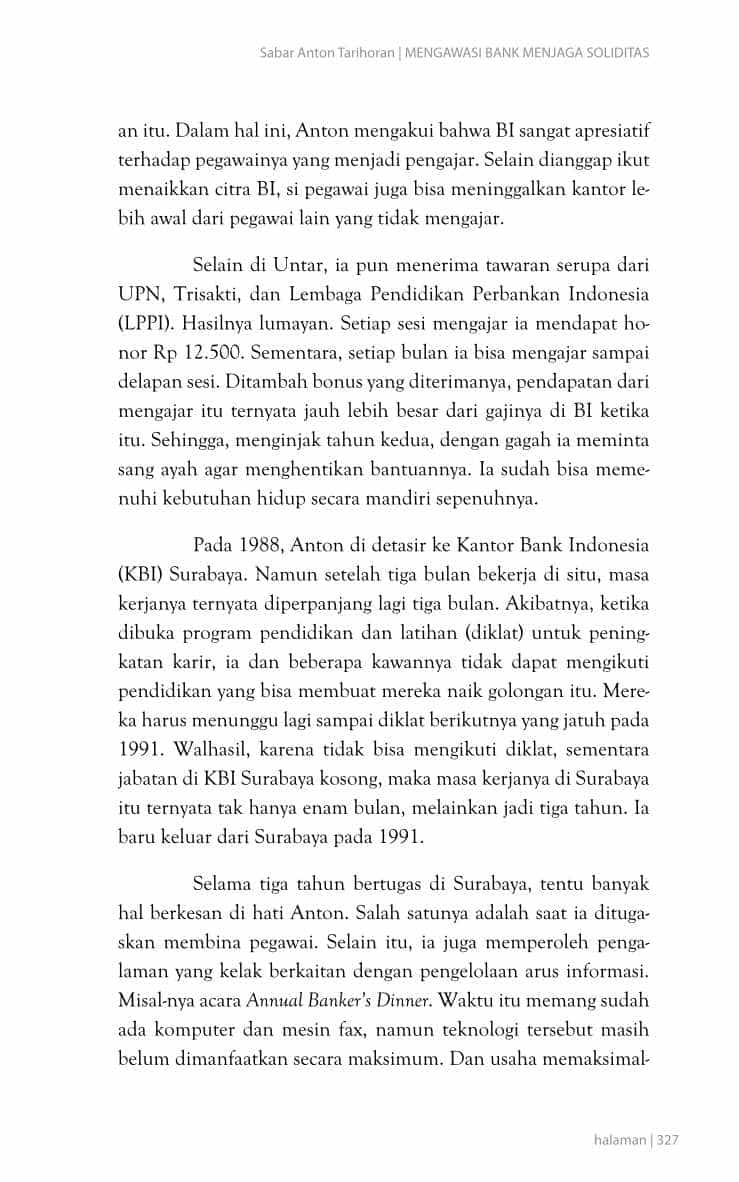 Sabar Anton Tarihoran | MENGAWASI BANK MENJAGA SOLIDITAS
an itu. Dalam hal ini, Anton mengakui bahwa BI sangat apresiatif
terhadap pegawainya yang menjadi pengajar. Selain dianggap ikut
menaikkan citra BI, si pegawai juga bisa meninggalkan kantor le-
bih awal dari pegawai lain yang tidak mengajar.
Selain di Untar, ia pun menerima tawaran serupa dari
UPN, Trisakti, dan Lembaga Pendidikan Perbankan Indonesia
(LPPI). Hasilnya lumayan. Setiap sesi mengajar ia mendapat ho-
nor Rp 12.500. Sementara, setiap bulan ia bisa mengajar sampai
delapan sesi. Ditambah bonus yang diterimanya, pendapatan dari
mengajar itu ternyata jauh lebih besar dari gajinya di BI ketika
itu. Sehingga, menginjak tahun kedua, dengan gagah ia meminta
sang ayah agar menghentikan bantuannya. Ia sudah bisa meme-
nuhi kebutuhan hidup secara mandiri sepenuhnya.
Pada 1988, Anton di detasir ke Kantor Bank Indonesia
(KBI) Surabaya. Namun setelah tiga bulan bekerja di situ, masa
kerjanya ternyata diperpanjang lagi tiga bulan. Akibatnya, ketika
dibuka program pendidikan dan latihan (diklat) untuk pening-
katan karir, ia dan beberapa kawannya tidak dapat mengikuti
pendidikan yang bisa membuat mereka naik golongan itu. Mere-
ka harus menunggu lagi sampai diklat berikutnya yang jatuh pada
1991. Walhasil, karena tidak bisa mengikuti diklat, sementara
jabatan di KBI Surabaya kosong, maka masa kerjanya di Surabaya
itu ternyata tak hanya enam bulan, melainkan jadi tiga tahun. Ia
baru keluar dari Surabaya pada 1991.
Selama tiga tahun bertugas di Surabaya, tentu banyak
hal berkesan di hati Anton. Salah satunya adalah saat ia dituga-
skan membina pegawai. Selain itu, ia juga memperoleh penga-
laman yang kelak berkaitan dengan pengelolaan arus informasi.
Misal-nya acara Annual Banker's Dinner. Waktu itu memang sudah
ada komputer dan mesin fax, namun teknologi tersebut masih
belum dimanfaatkan secara maksimum. Dan usaha memaksimal-
halaman | 327